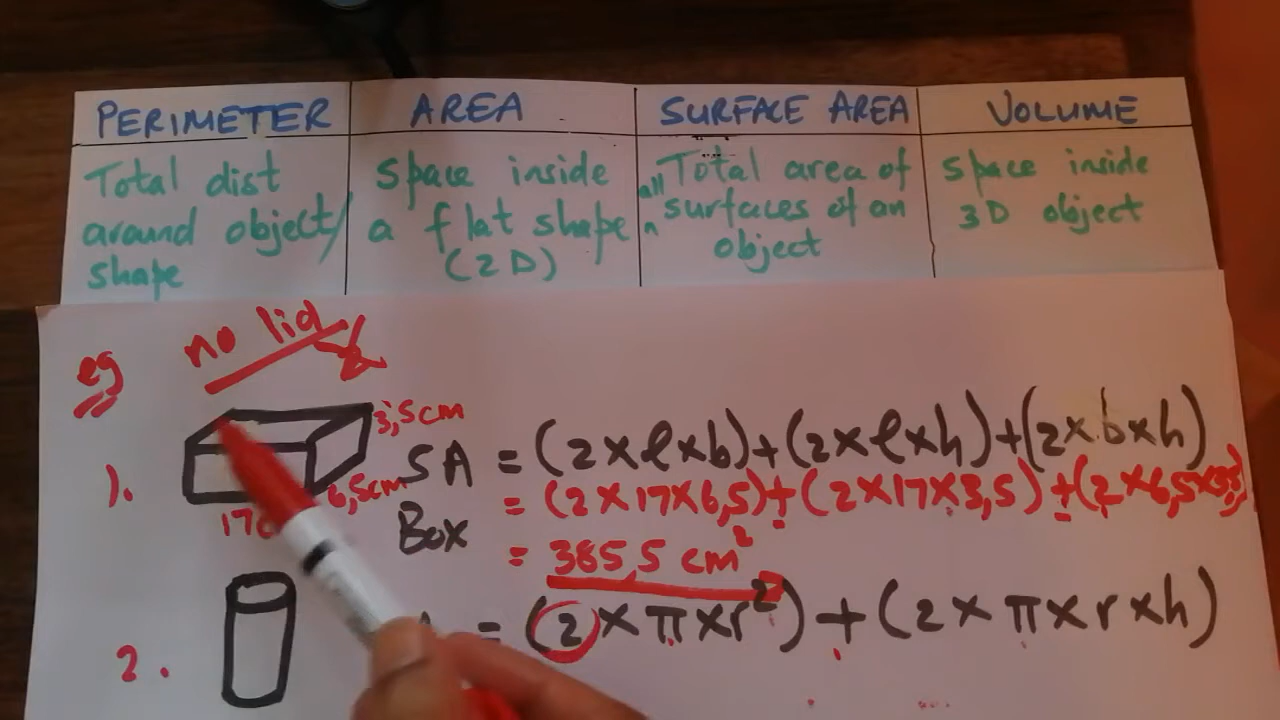 PERIMETER
Total dist
around object/
shape
AREA
Space inside
a flat shape
(2D)
SURFACE AREA
all Total area of
surfaces of an
object
VOLUME
Space inside
3D object
eg
no lid
3,5cm
6,5cm
1).
SA = (2×l×b)+(2×l×h)+(2×b×h)
Box
= (2×17×6,5)+(2×17×3,5)+(2×6,5×3,5)
= 385,5 cm²
2.
= (2×π×r²)+(2×π×r×h)